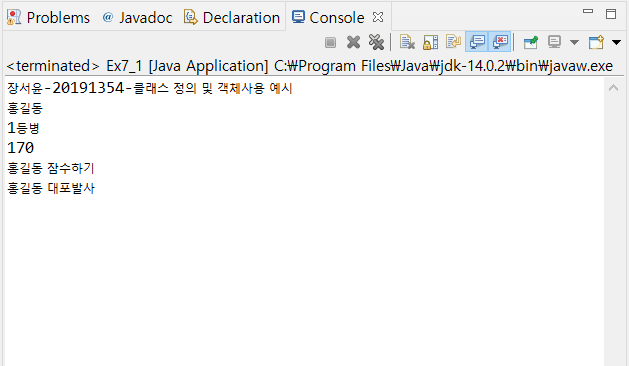 Problems @ Javadoc Declaration Console
<terminated> Ex7_1 [Java Application] C:₩Program Files₩Java₩jdk-14.0.2₩bin₩javaw.exe
장서윤-20191354-클래스 정의 및 객체사용 예시
홍길동
1등병
170
홍길동 잠수하기
홍길동 대포발사